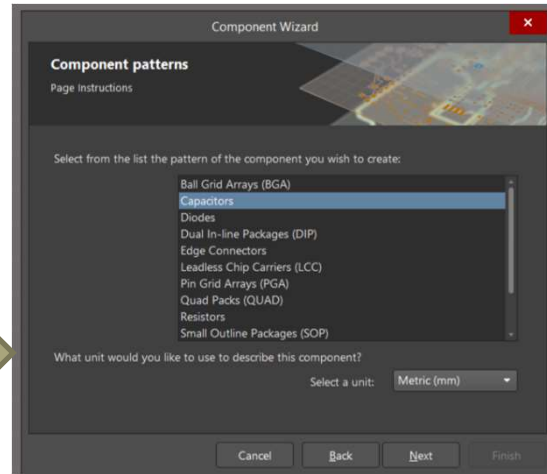 Component Wizard
Component patterns
Page Instructions
Select from the list the pattern of the component you wish to create:
Ball Grid Arrays (BGA)
Capacitors
Diodes
Dual In-line Packages (DIP)
Edge Connectors
Leadless Chip Carriers (LCC)
Pin Grid Arrays (PGA)
Quad Packs (QUAD)
Resistors
Small Outline Packages (SOP)
What unit would you like to use to describe this component?
Select a unit: Metric (mm)
Cancel Back Next Finish